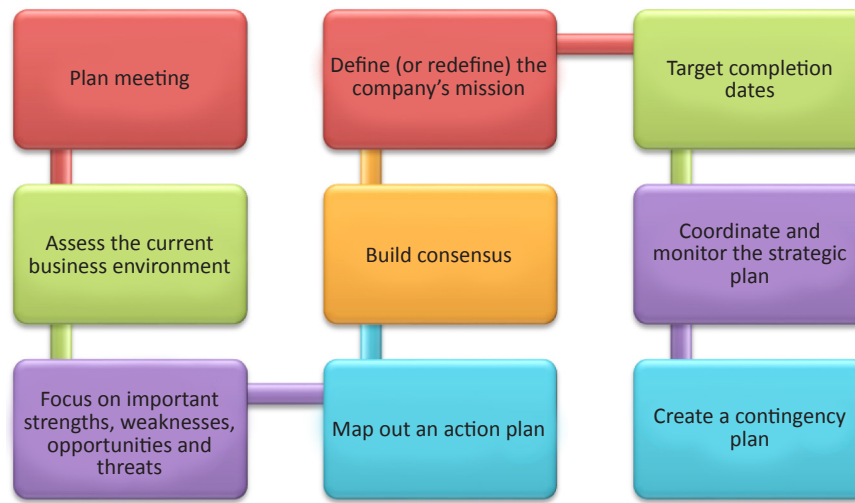 Plan meeting
Assess the current
business environment
Focus on important
strengths, weaknesses,
opportunities and
threats
Map out an action plan
Build consensus
Define (or redefine) the
company’s mission
Target completion
dates
Coordinate and
monitor the strategic
plan
Create a contingency
plan